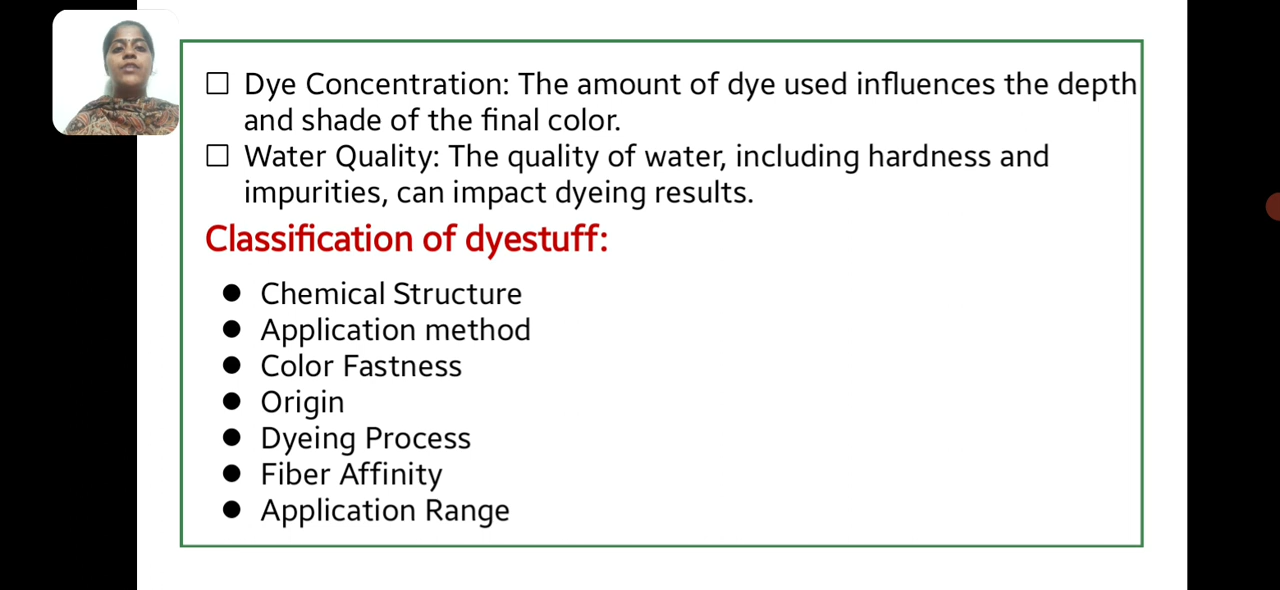 ☐ Dye Concentration: The amount of dye used influences the depth
and shade of the final color.
☐ Water Quality: The quality of water, including hardness and
impurities, can impact dyeing results.
Classification of dyestuff:
● Chemical Structure
● Application method
● Color Fastness
● Origin
● Dyeing Process
● Fiber Affinity
● Application Range